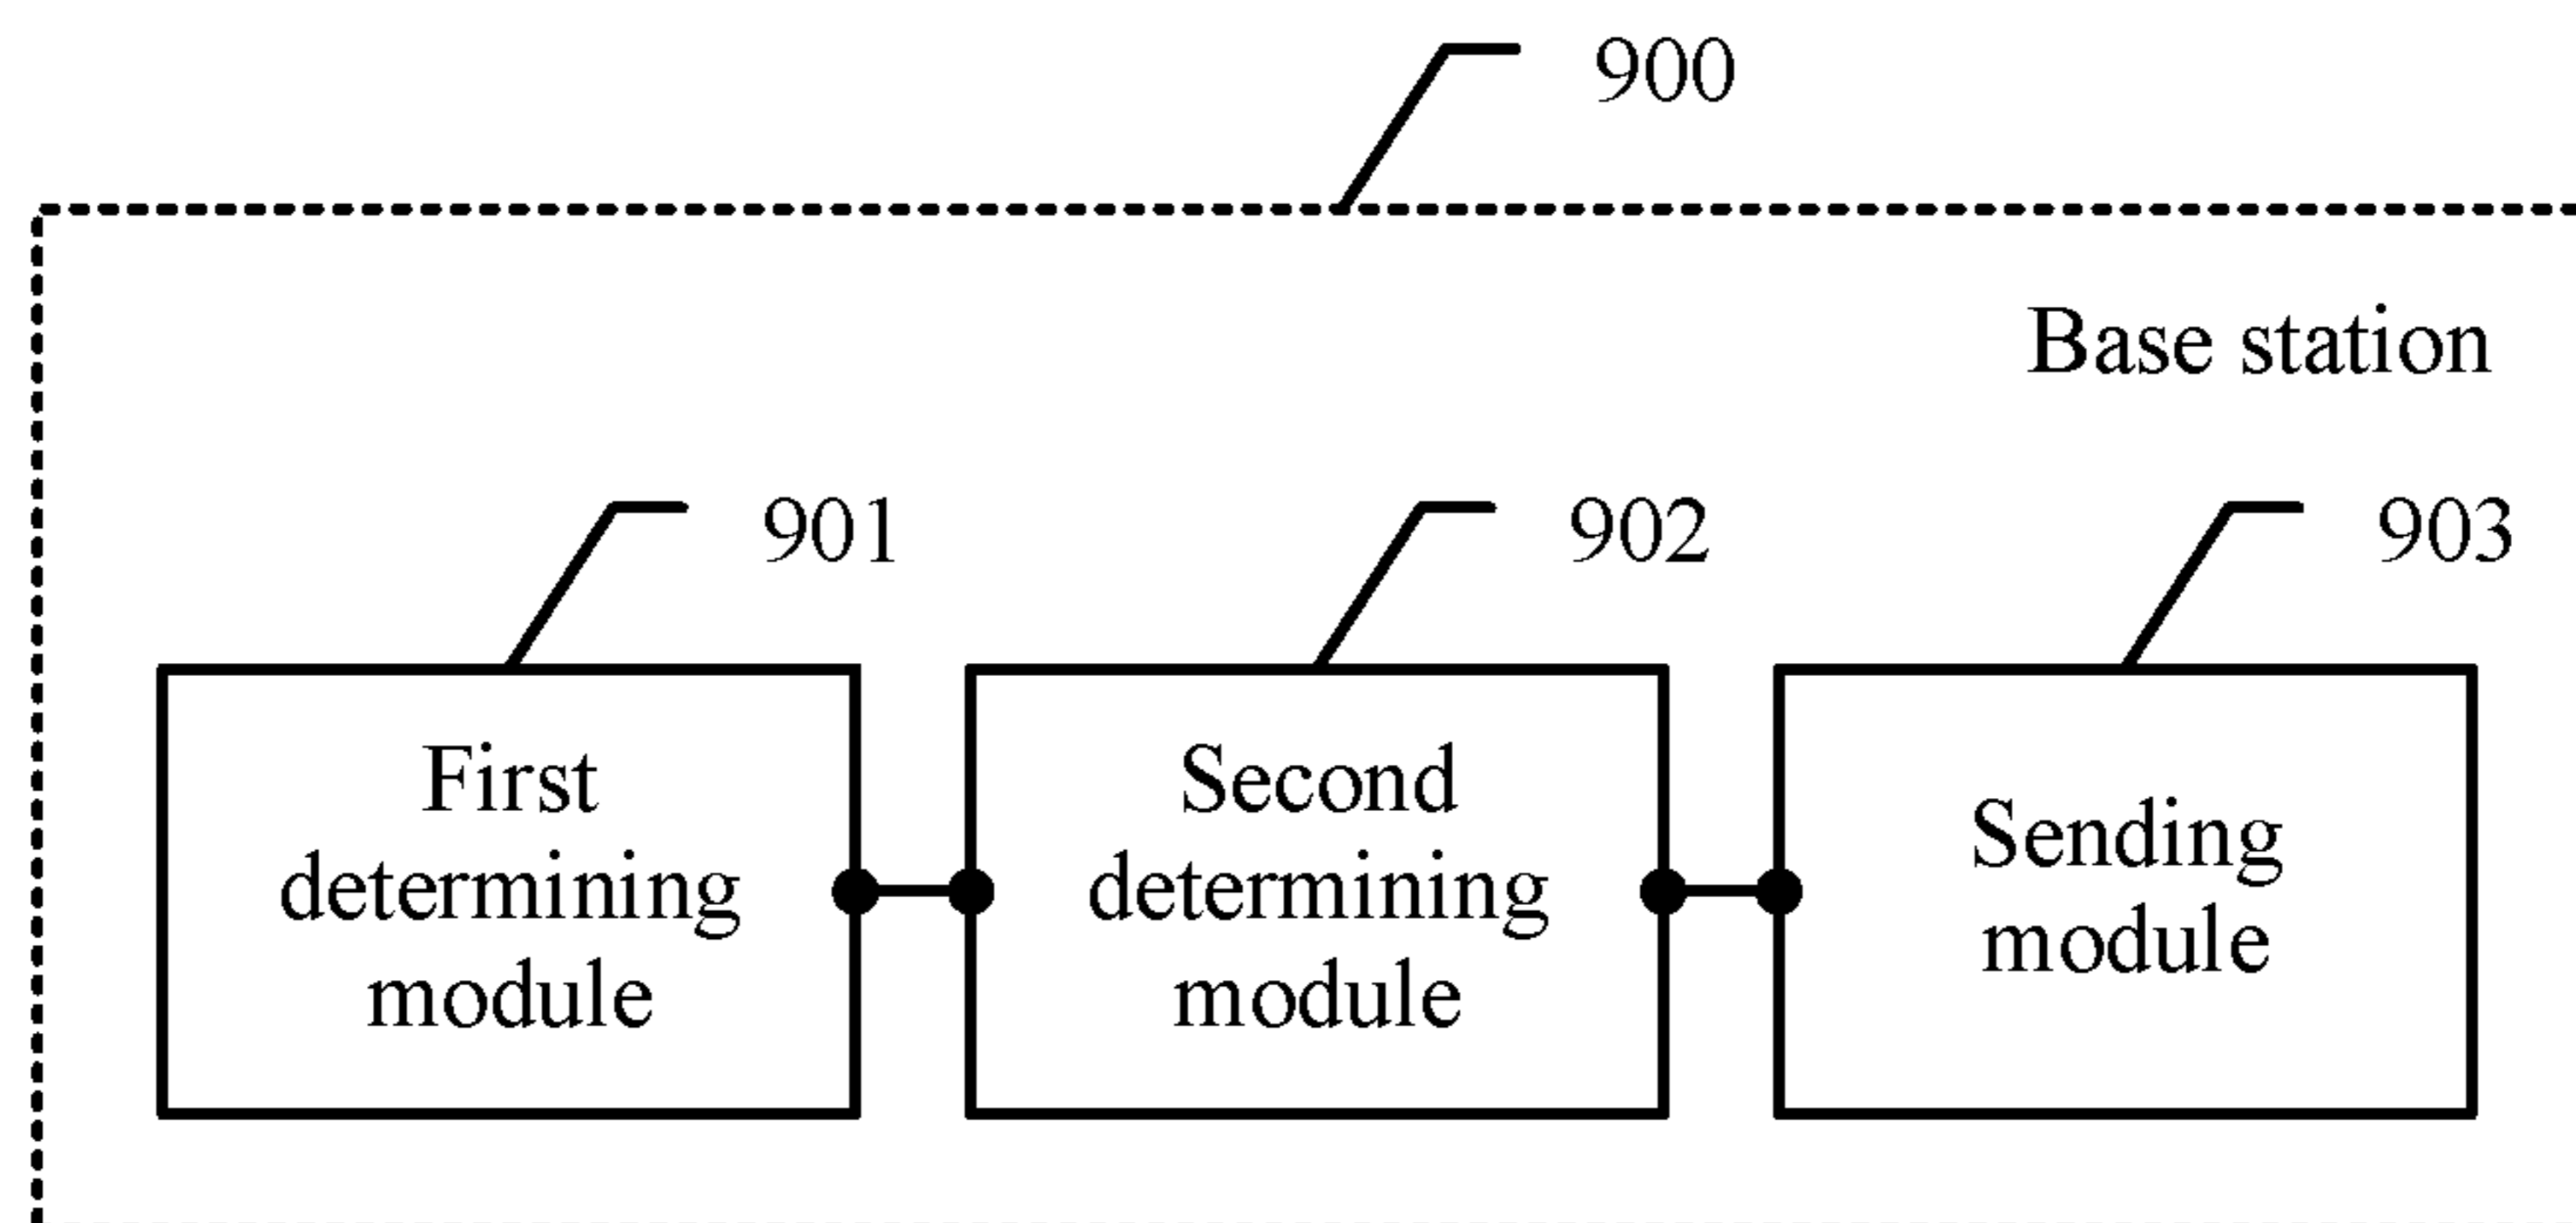 900
Base station
901
902
903
First
determining
module
Second
determining
module
Sending
module